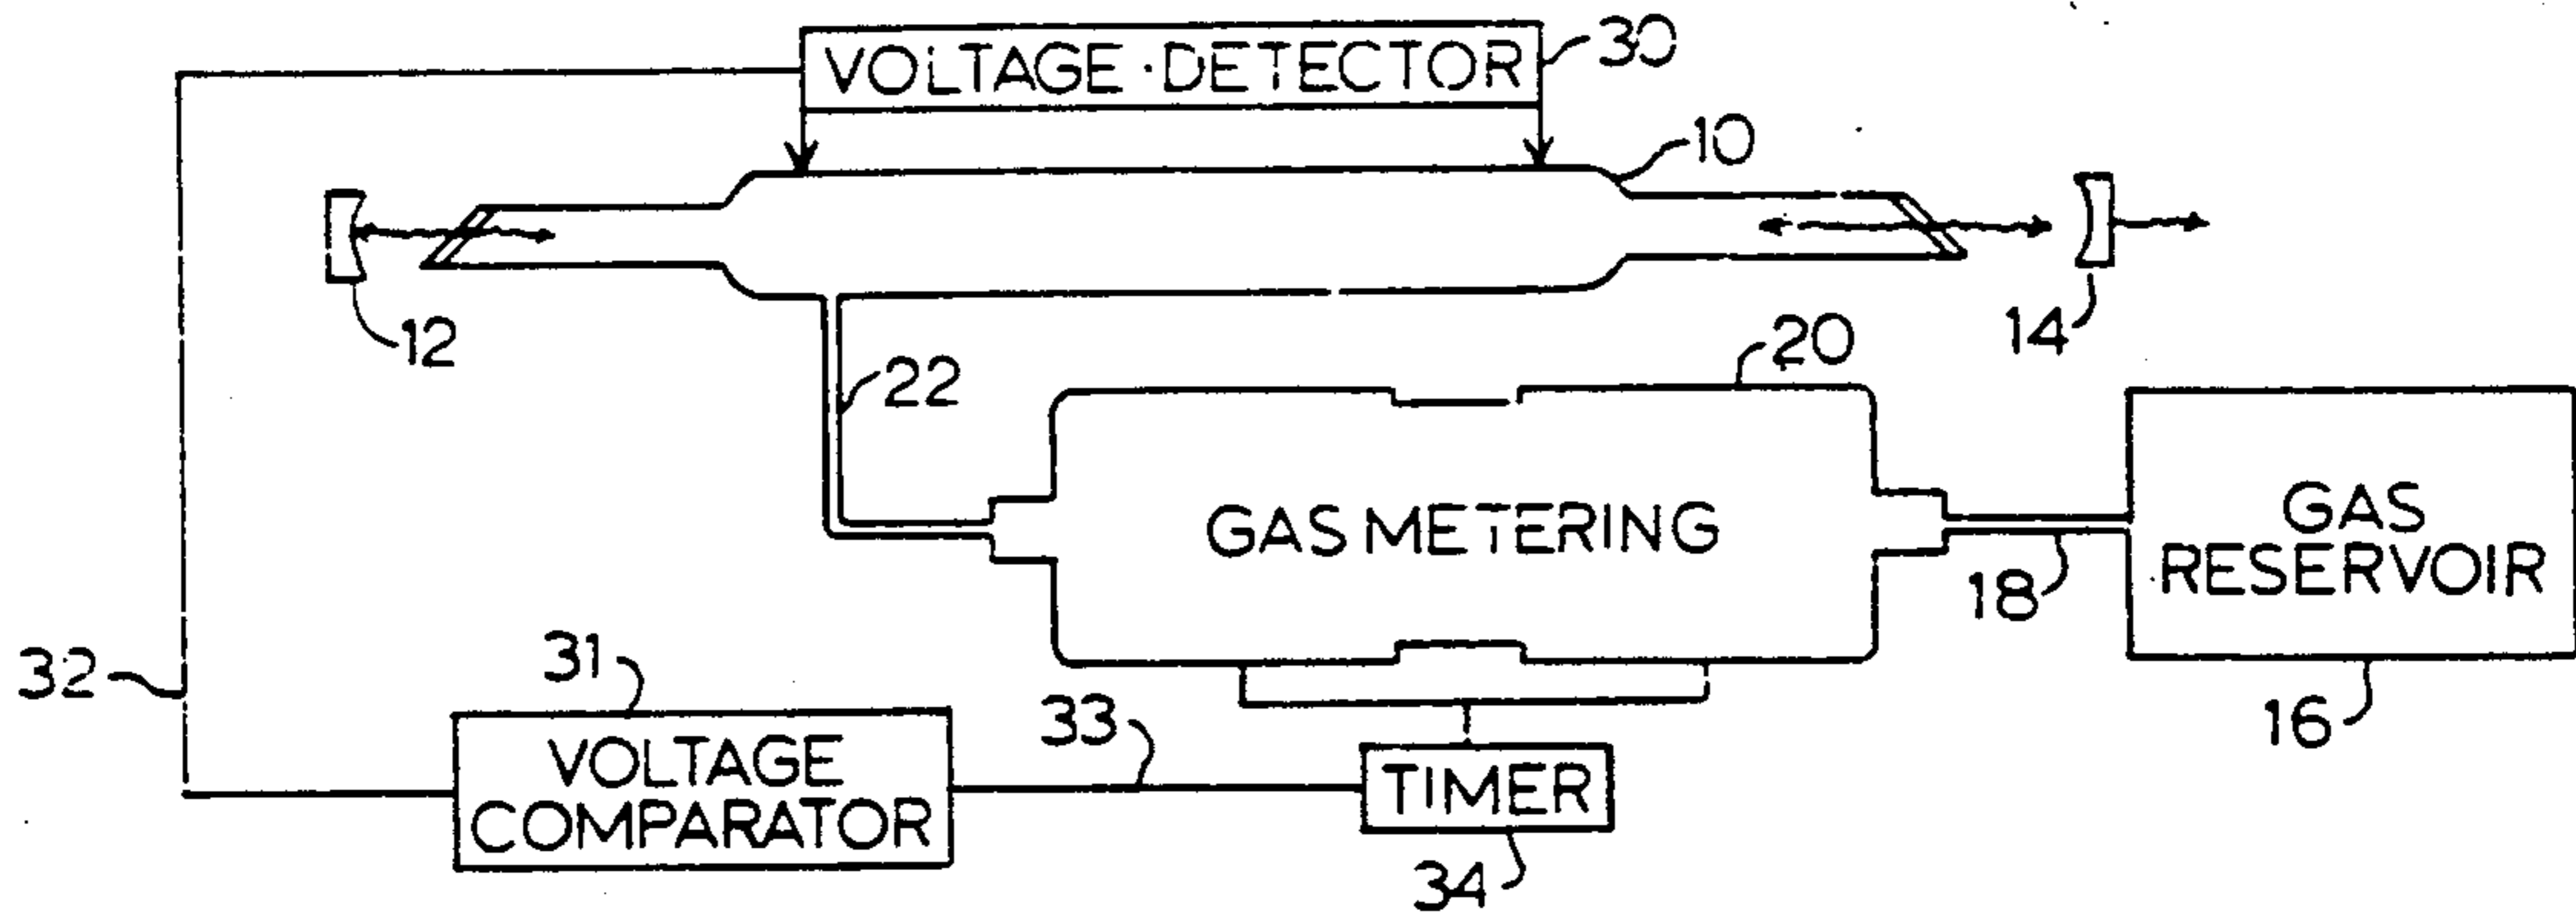 VOLTAGE DETECTOR
30
10
12
14
22
20
GAS METERING
GAS
RESERVOIR
18
16
32
31
VOLTAGE
COMPARATOR
33
TIMER
34